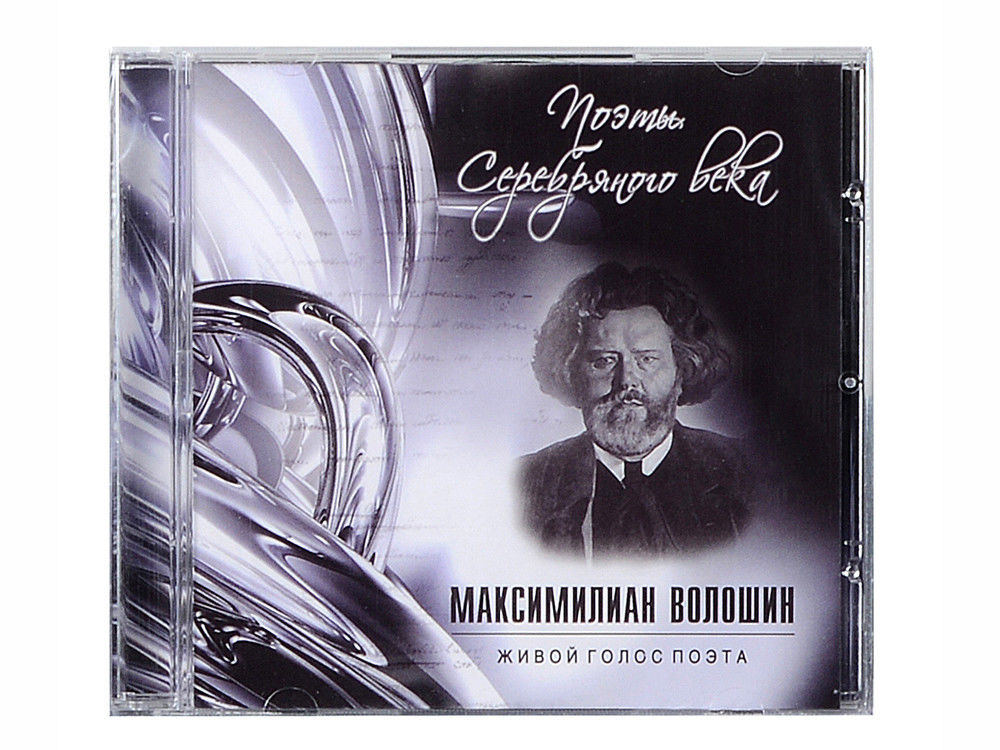 Поэты
Серебряного века
МАКСИМИЛИАН ВОЛОШИН
ЖИВОЙ ГОЛОС ПОЭТА